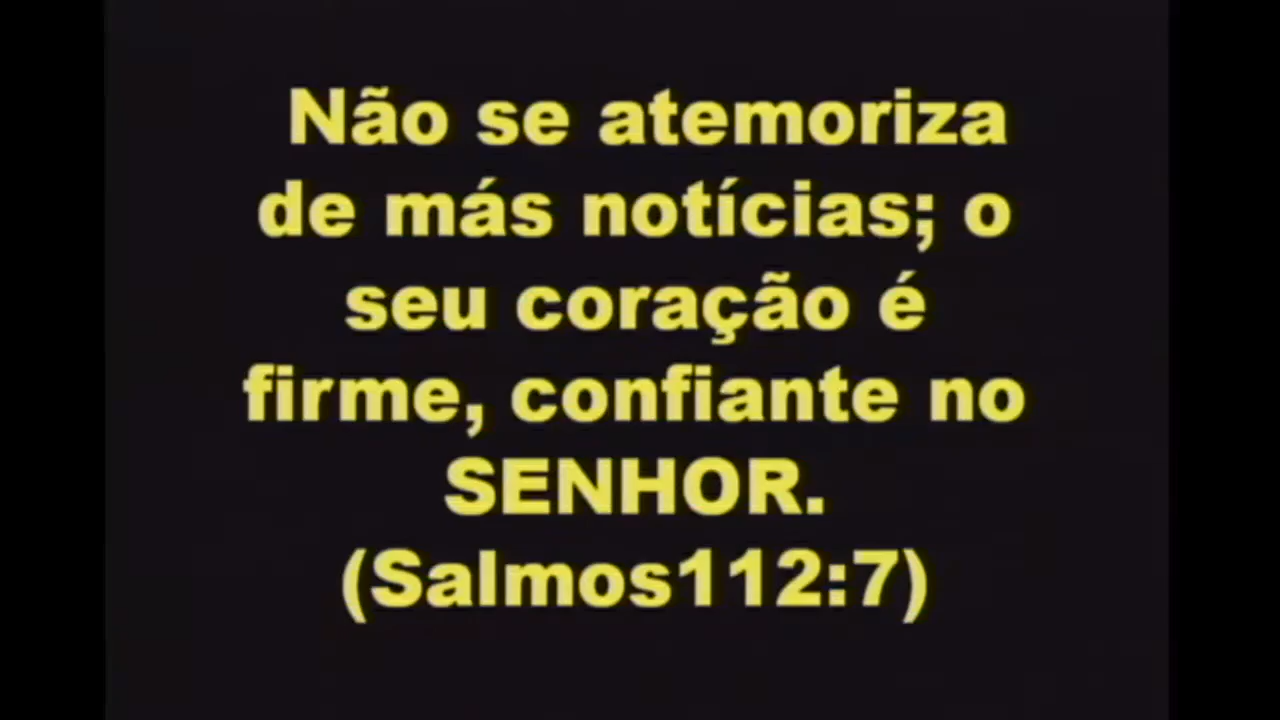 Não se atemoriza
de más notícias; o
seu coração é
firme, confiante no
SENHOR.
(Salmos112:7)